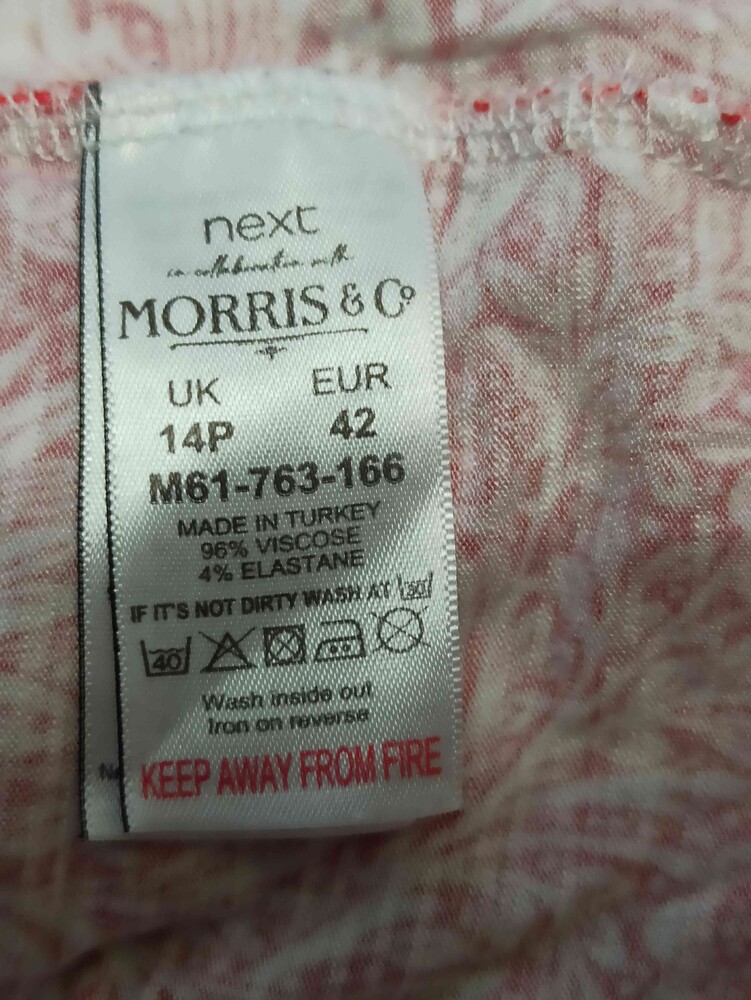 next
in collaboration with
MORRIS & Co
UK EUR
14P 42
M61-763-166
MADE IN TURKEY
96% VISCOSE
4% ELASTANE
IF IT'S NOT DIRTY WASH AT 30
40
Wash inside out
Iron on reverse
KEEP AWAY FROM FIRE